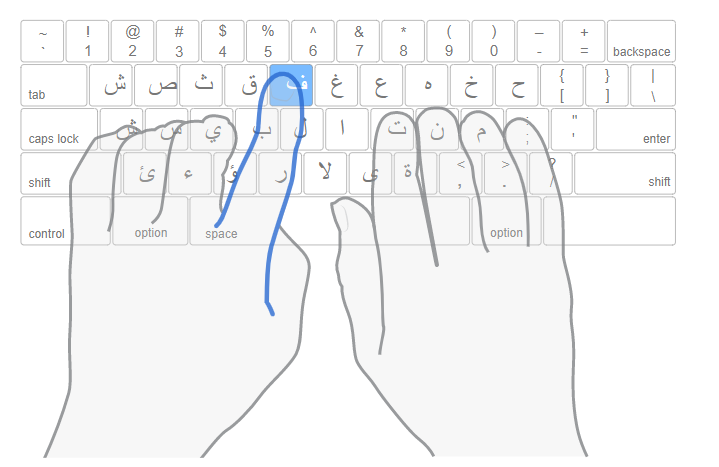 ~ ! @ # $ % ^ & * ( ) – +
` 1 2 3 4 5 6 7 8 9 0 - = backspace
{ } |
tab ش ص ث ق ف غ ع ه خ ح [ ] \
: "
caps lock ش س ي ب ل ا ت ن م ; ' enter
< > ?
shift ئ ء ؤ ر لا ى ة , . / shift
control option space option